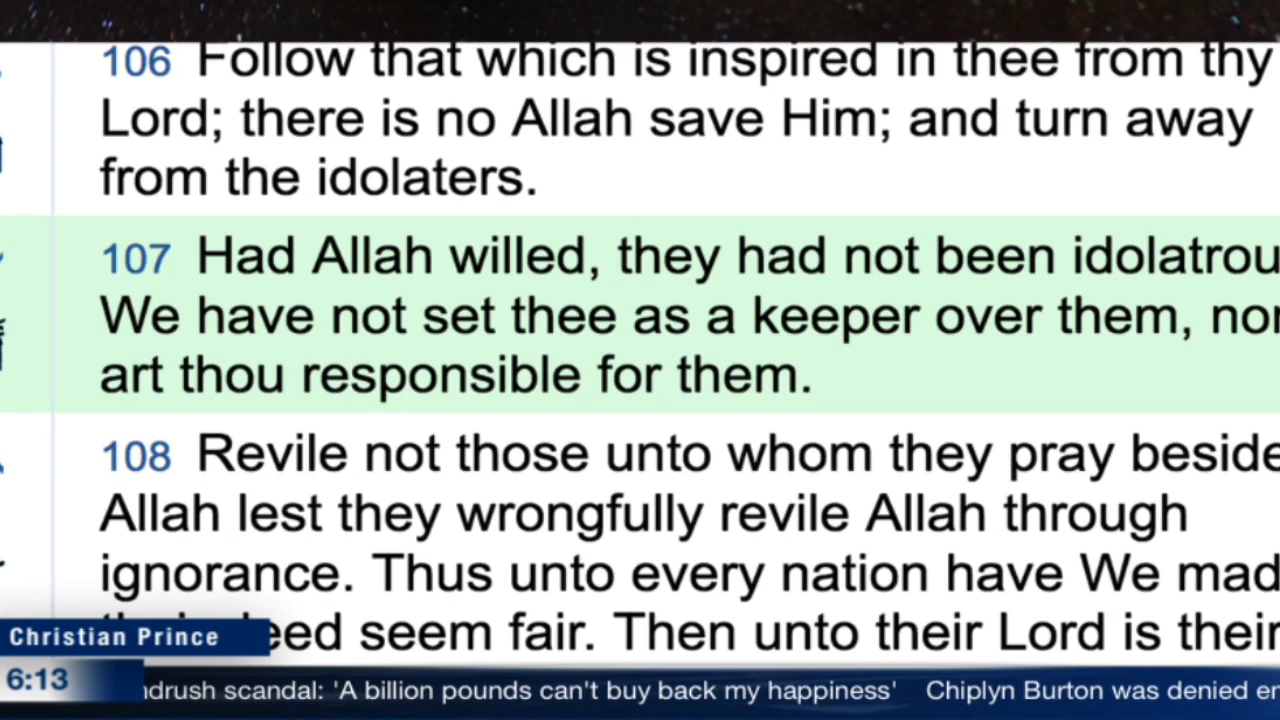 106 Follow that which is inspired in thee from thy
Lord; there is no Allah save Him; and turn away
from the idolaters.
107 Had Allah willed, they had not been idolatrou
We have not set thee as a keeper over them, nor
art thou responsible for them.
108 Revile not those unto whom they pray beside
Allah lest they wrongfully revile Allah through
ignorance. Thus unto every nation have We mad
seem fair. Then unto their Lord is their
Christian Prince
6:13
ndrush scandal: 'A billion pounds can't buy back my happiness' Chiplyn Burton was denied en